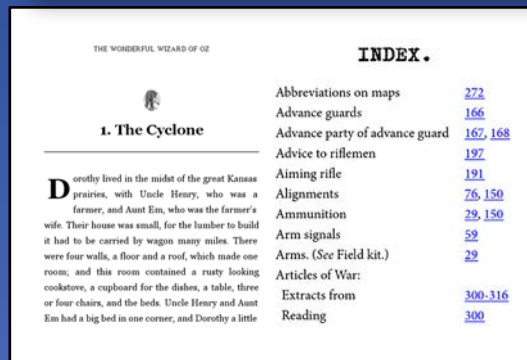 THE WONDERFUL WIZARD OF OZ
1. The Cyclone
Dorothy lived in the midst of the great Kansas
prairies, with Uncle Henry, who was a
farmer, and Aunt Em, who was the farmer's
wife. Their house was small, for the lumber to build
it had to be carried by wagon many miles. There
were four walls, a floor and a roof, which made one
room; and this room contained a rusty looking
cookstove, a cupboard for the dishes, a table, three
or four chairs, and the beds. Uncle Henry and Aunt
Em had a big bed in one corner, and Dorothy a little
INDEX.
Abbreviations on maps 272
Advance guards 166
Advance party of advance guard 167, 168
Advice to riflemen 197
Aiming rifle 191
Alignments 76, 150
Ammunition 29, 150
Arm signals 59
Arms. (See Field kit.) 29
Articles of War:
Extracts from 300-316
Reading 300